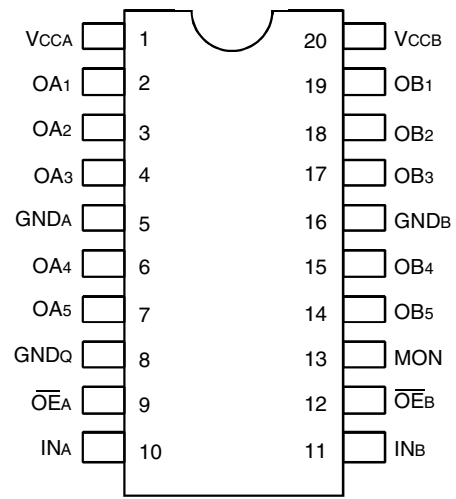 VCCA 1 20 VCCB
OA1 2 19 OB1
OA2 3 18 OB2
OA3 4 17 OB3
GNDA 5 16 GNDB
OA4 6 15 OB4
OA5 7 14 OB5
GNDQ 8 13 MON
O̅E̅A 9 12 O̅E̅B
INA 10 11 INB